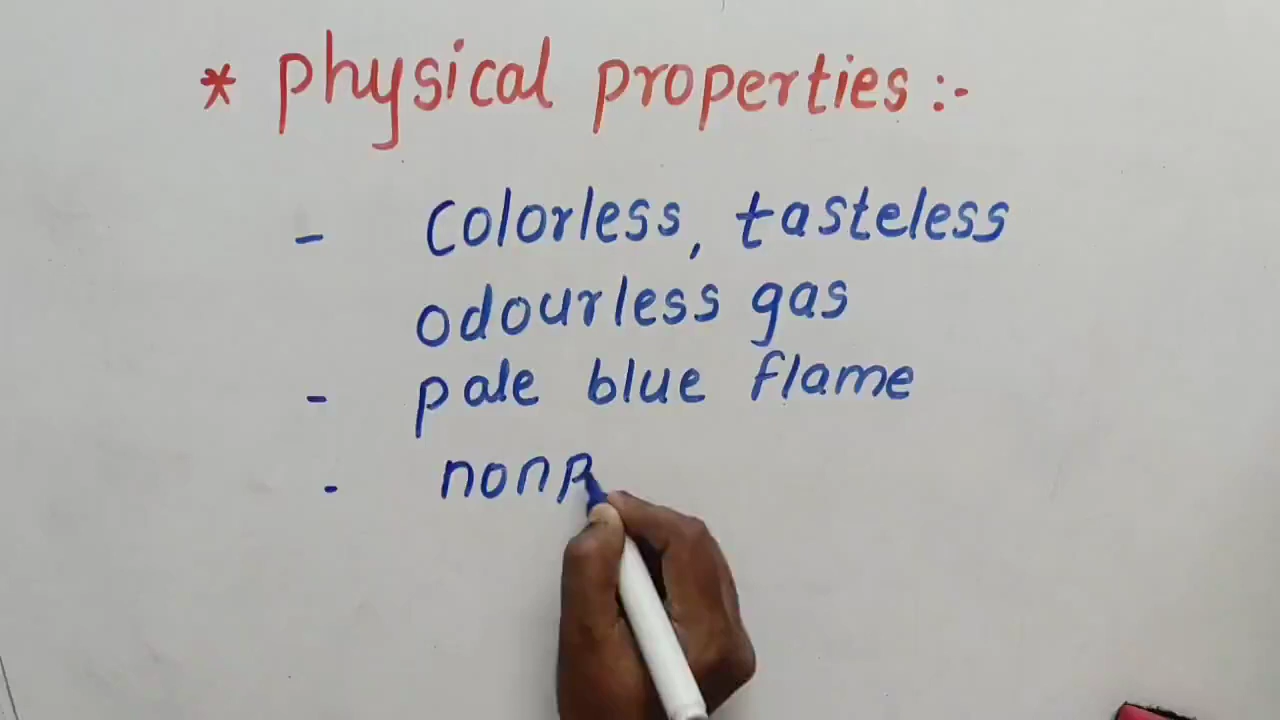 * physical properties :-
- Colorless, tasteless
odourless gas
- pale blue flame
- nonp